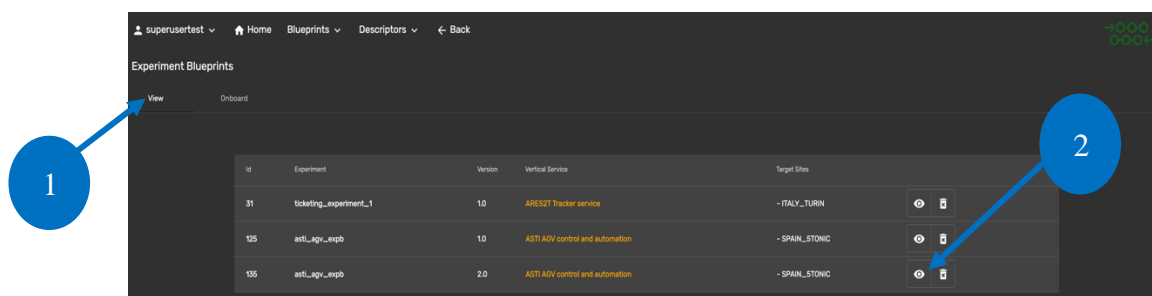 superusertest Home Blueprints Descriptors Back
Experiment Blueprints
View Onboard
Id Experiment Version Vertical Service Target Sites
31 ticketing_experiment_1 1.0 ARES2T Tracker service - ITALY_TURIN
125 asti_agv_expb 1.0 ASTI AGV control and automation - SPAIN_5TONIC
135 asti_agv_expb 2.0 ASTI AGV control and automation - SPAIN_5TONIC
1
2